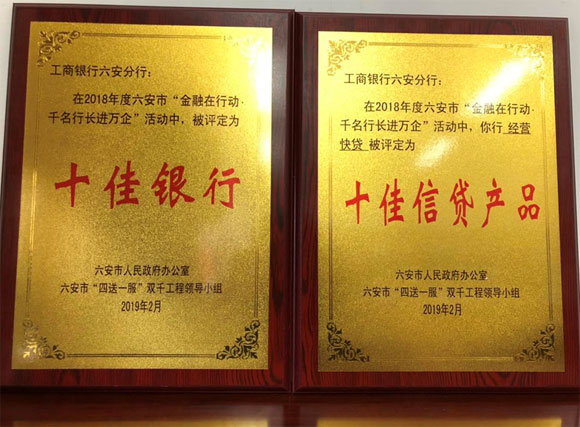 工商银行六安分行:
在2018年度六安市“金融在行动·
千名行长进万企”活动中，被评定为
十佳银行
六安市人民政府办公室
六安市“四送一服”双千工程领导小组
2019年2月
工商银行六安分行:
在2018年度六安市“金融在行动·
千名行长进万企”活动中，你行 经营
快贷 被评定为
十佳信贷产品
六安市人民政府办公室
六安市“四送一服”双千工程领导小组
2019年2月